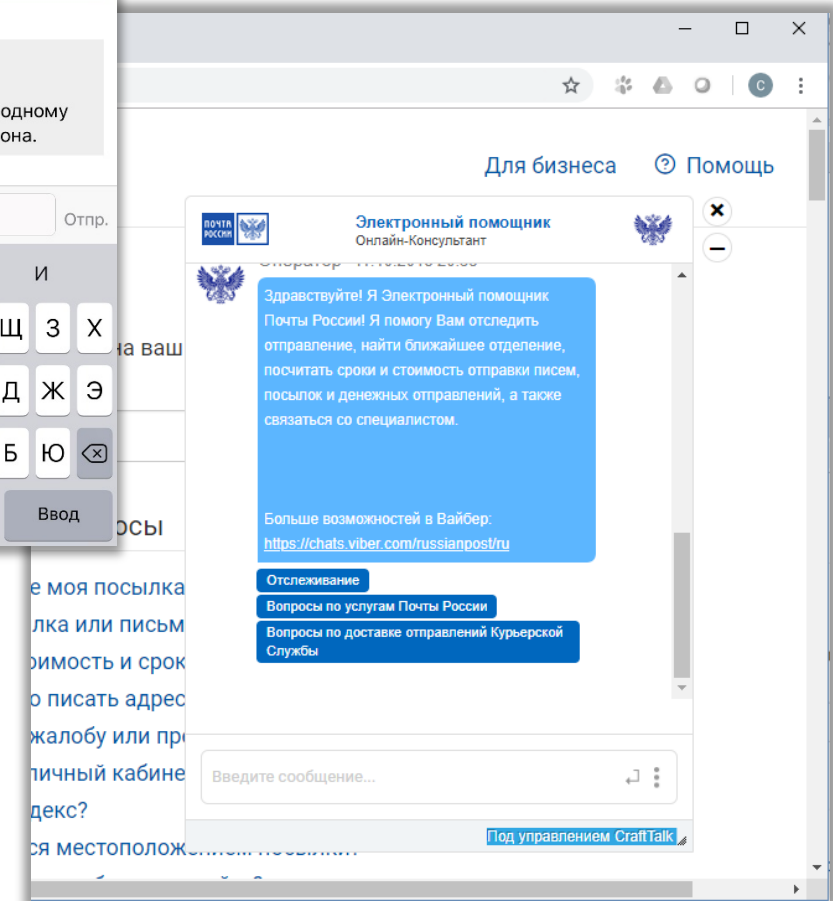 одному
она.
Отпр.
И
Щ З Х
Д Ж Э
Б Ю
Ввод
С
Для бизнеса
Помощь
ПОЧТА
РОССИИ
Электронный помощник
Онлайн-Консультант
Здравствуйте! Я Электронный помощник
Почты России! Я помогу Вам отследить
отправление, найти ближайшее отделение,
посчитать сроки и стоимость отправки писем,
посылок и денежных отправлений, а также
связаться со специалистом.
Больше возможностей в Вайбер:
https://chats.viber.com/russianpost/ru
Отслеживание
Вопросы по услугам Почты России
Вопросы по доставке отправлений Курьерской
Службы
Введите сообщение...
Под управлением CraftTalk
на ваш
осы
е моя посылка
лка или письм
оимость и срок
о писать адрес
жалобу или пр
личный кабине
декс?
ся местополож